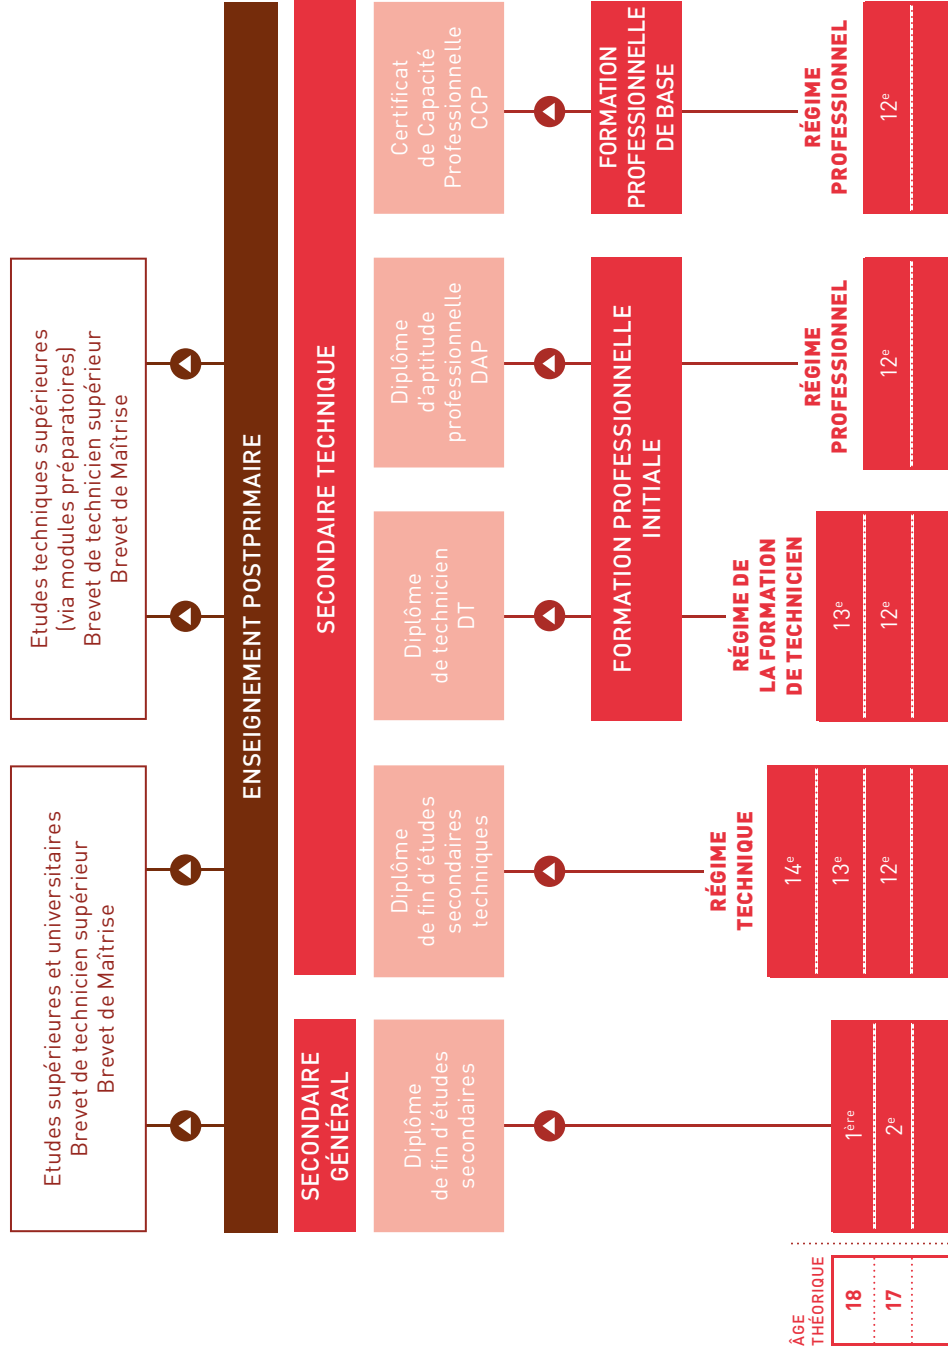 Etudes supérieures et universitaires
Brevet de technicien supérieur
Brevet de Maîtrise
Etudes techniques supérieures
(via modules préparatoires)
Brevet de technicien supérieur
Brevet de Maîtrise
ENSEIGNEMENT POSTPRIMAIRE
SECONDAIRE
GÉNÉRAL
SECONDAIRE TECHNIQUE
Diplôme
de fin d'études
secondaires
Diplôme
de fin d'études
secondaires
techniques
Diplôme
de technicien
DT
Diplôme
d'aptitude
professionnelle
DAP
Certificat
de Capacité
Professionnelle
CCP
FORMATION PROFESSIONNELLE
INITIALE
FORMATION
PROFESSIONNELLE
DE BASE
RÉGIME
TECHNIQUE
RÉGIME DE
LA FORMATION
DE TECHNICIEN
RÉGIME
PROFESSIONNEL
RÉGIME
PROFESSIONNEL
ÂGE
THÉORIQUE
14e
18
1ère
13e
13e
17
2e
12e
12e
12e
12e